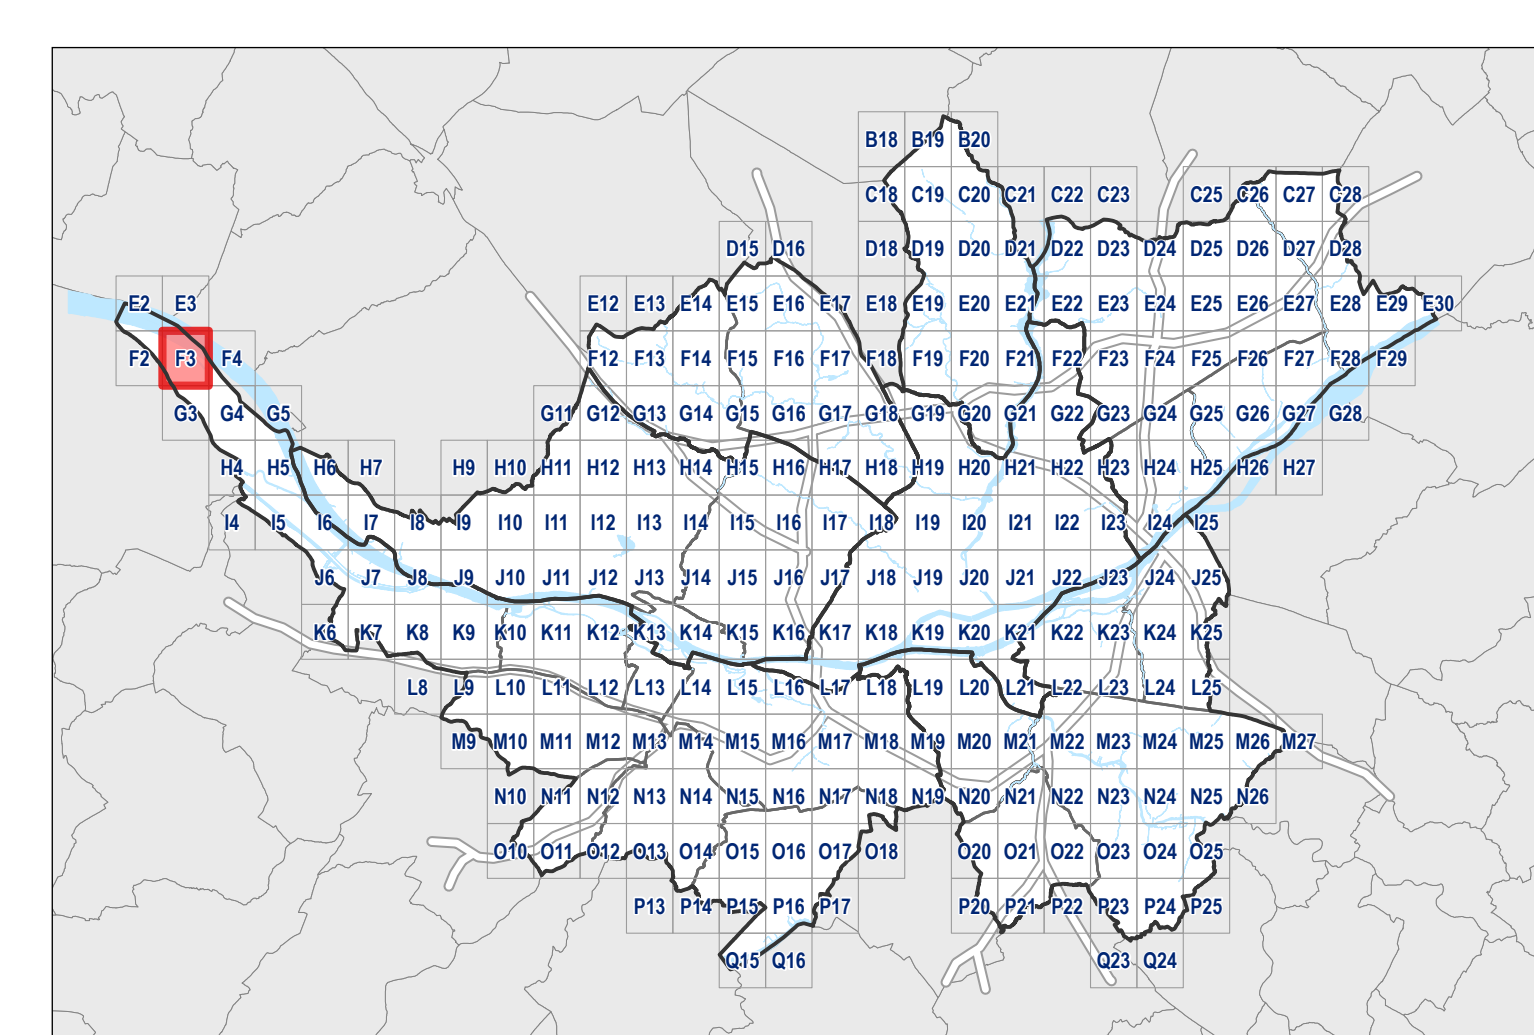 B18 B19 B20
C18 C19 C20 C21 C22 C23 C25 C26 C27 C28
D15 D16 D18 D19 D20 D21 D22 D23 D24 D25 D26 D27 D28
E2 E3 E12 E13 E14 E15 E16 E17 E18 E19 E20 E21 E22 E23 E24 E25 E26 E27 E28 E29 E30
F2 F3 F4 F12 F13 F14 F15 F16 F17 F18 F19 F20 F21 F22 F23 F24 F25 F26 F27 F28 F29
G3 G4 G5 G11 G12 G13 G14 G15 G16 G17 G18 G19 G20 G21 G22 G23 G24 G25 G26 G27 G28
H4 H5 H6 H7 H9 H10 H11 H12 H13 H14 H15 H16 H17 H18 H19 H20 H21 H22 H23 H24 H25 H26 H27
I4 I5 I6 I7 I8 I9 I10 I11 I12 I13 I14 I15 I16 I17 I18 I19 I20 I21 I22 I23 I24 I25
J6 J7 J8 J9 J10 J11 J12 J13 J14 J15 J16 J17 J18 J19 J20 J21 J22 J23 J24 J25
K6 K7 K8 K9 K10 K11 K12 K13 K14 K15 K16 K17 K18 K19 K20 K21 K22 K23 K24 K25
L8 L9 L10 L11 L12 L13 L14 L15 L16 L17 L18 L19 L20 L21 L22 L23 L24 L25
M9 M10 M11 M12 M13 M14 M15 M16 M17 M18 M19 M20 M21 M22 M23 M24 M25 M26 M27
N10 N11 N12 N13 N14 N15 N16 N17 N18 N19 N20 N21 N22 N23 N24 N25 N26
O10 O11 O12 O13 O14 O15 O16 O17 O18 O20 O21 O22 O23 O24 O25
P13 P14 P15 P16 P17 P20 P21 P22 P23 P24 P25
Q15 Q16 Q23 Q24